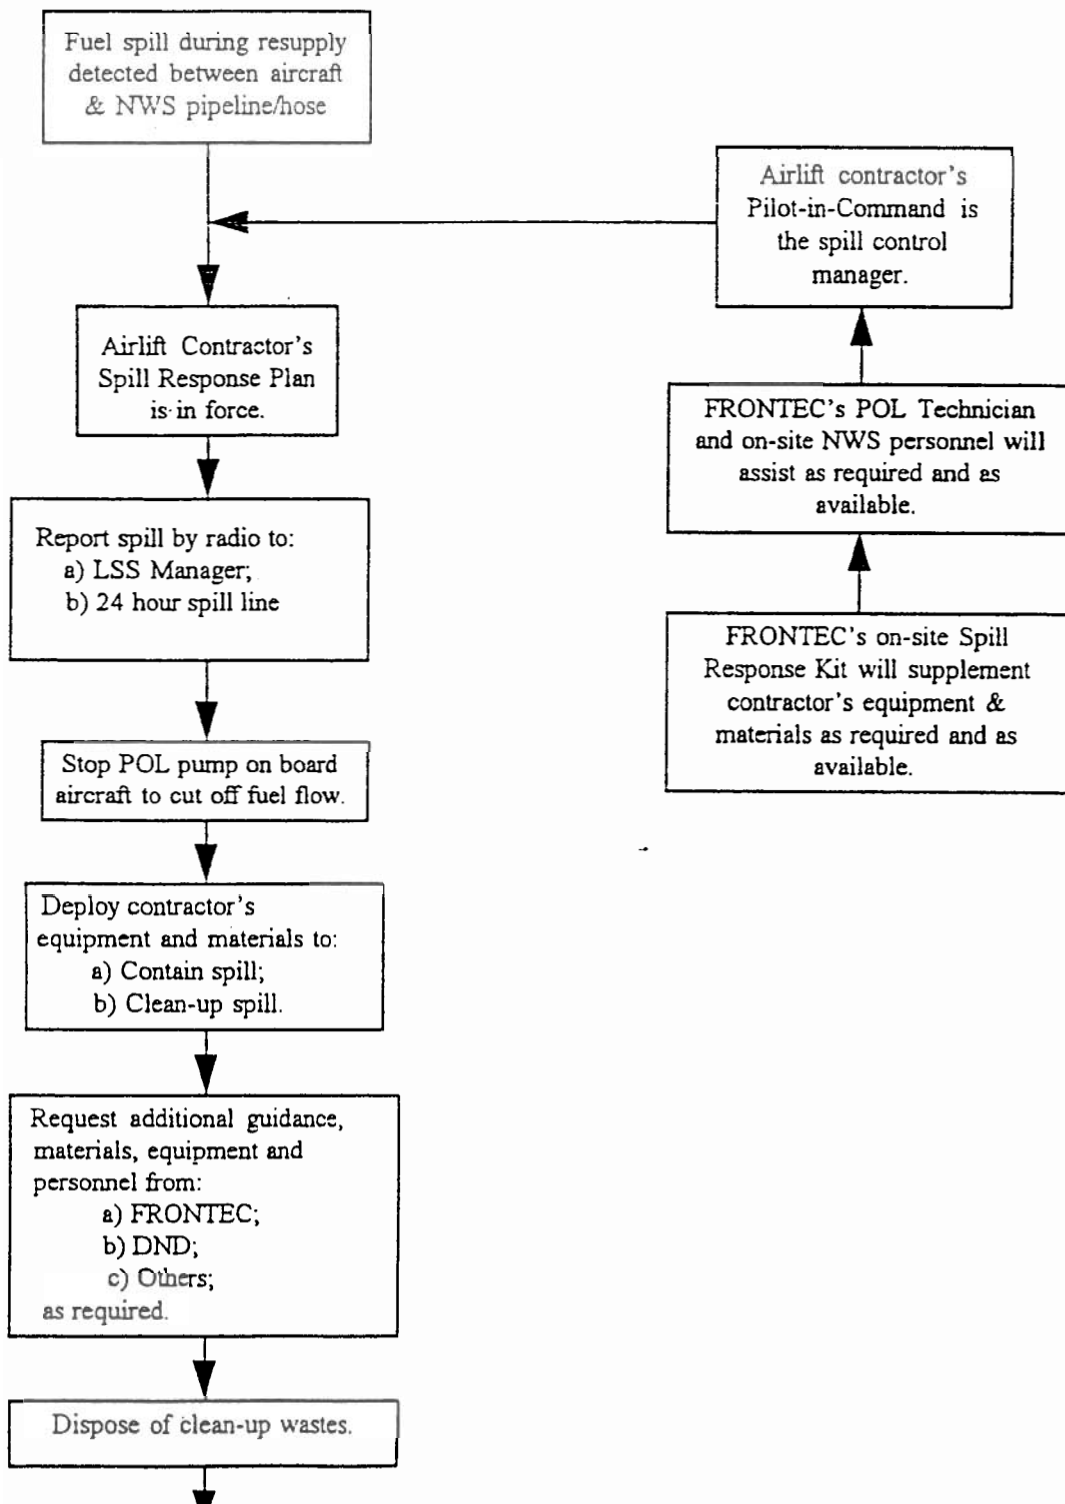 Fuel spill during resupply
detected between aircraft
& NWS pipeline/hose
Airlift contractor's
Pilot-in-Command is
the spill control
manager.
Airlift Contractor's
Spill Response Plan
is in force.
FRONTEC's POL Technician
and on-site NWS personnel will
assist as required and as
available.
Report spill by radio to:
a) LSS Manager;
b) 24 hour spill line
FRONTEC's on-site Spill
Response Kit will supplement
contractor's equipment &
materials as required and as
available.
Stop POL pump on board
aircraft to cut off fuel flow.
Deploy contractor's
equipment and materials to:
a) Contain spill;
b) Clean-up spill.
Request additional guidance,
materials, equipment and
personnel from:
a) FRONTEC;
b) DND;
c) Others;
as required.
Dispose of clean-up wastes.